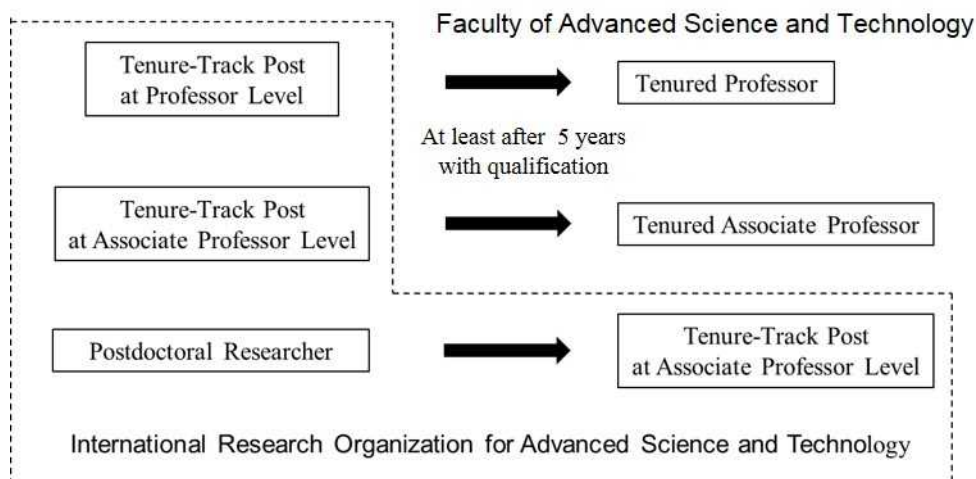 Faculty of Advanced Science and Technology
Tenure-Track Post
at Professor Level
Tenured Professor
At least after 5 years
with qualification
Tenure-Track Post
at Associate Professor Level
Tenured Associate Professor
Postdoctoral Researcher
Tenure-Track Post
at Associate Professor Level
International Research Organization for Advanced Science and Technology